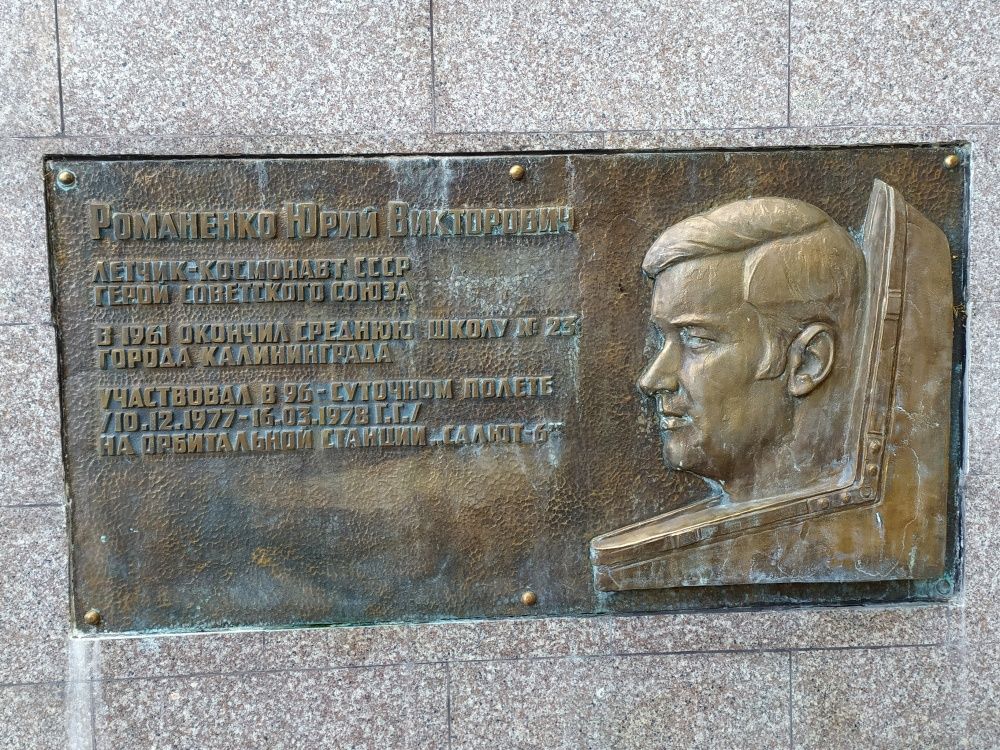 Романенко Юрий Викторович
ЛЕТЧИК-КОСМОНАВТ СССР
ГЕРОЙ СОВЕТСКОГО СОЮЗА
В 1961 ОКОНЧИЛ СРЕДНЮЮ ШКОЛУ № 23
ГОРОДА КАЛИНИНГРАДА
УЧАСТВОВАЛ В 96-СУТОЧНОМ ПОЛЕТЕ
/10.12.1977-16.03.1978 Г.Г./
НА ОРБИТАЛЬНОЙ СТАНЦИИ „САЛЮТ-6"